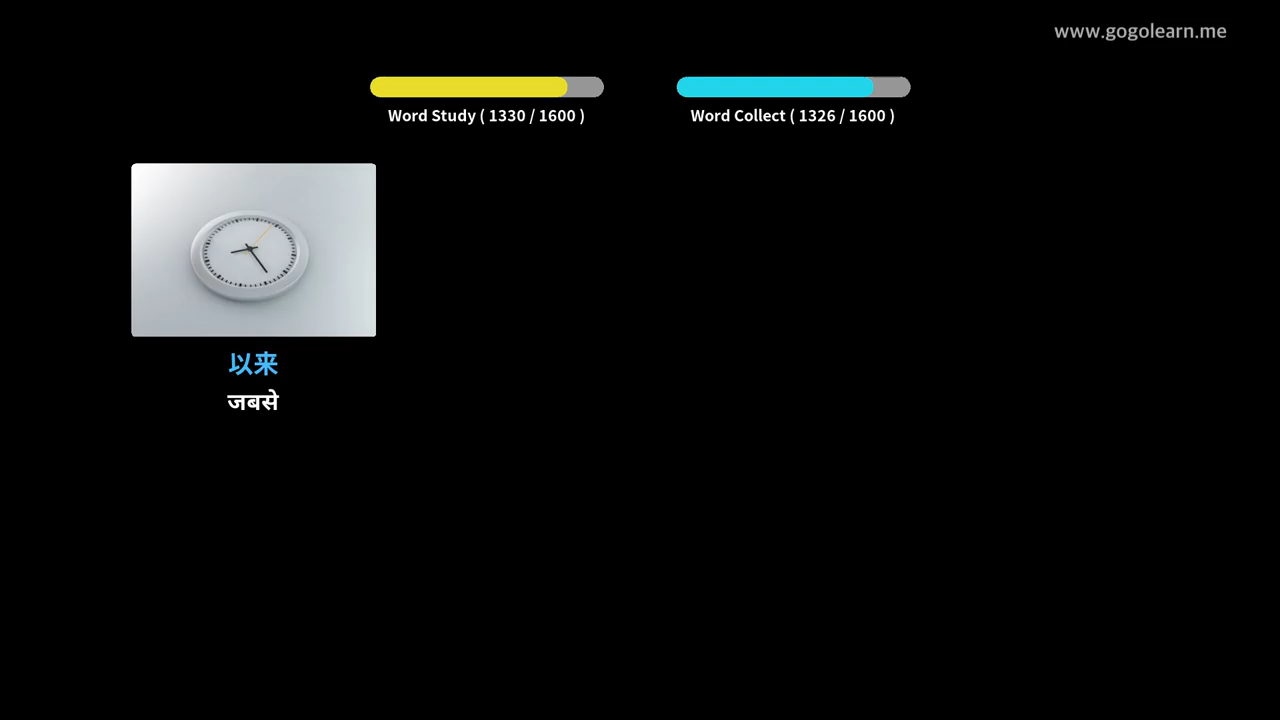 www.gogolearn.me
Word Study ( 1330 / 1600 )
Word Collect ( 1326 / 1600 )
以来
जबसे